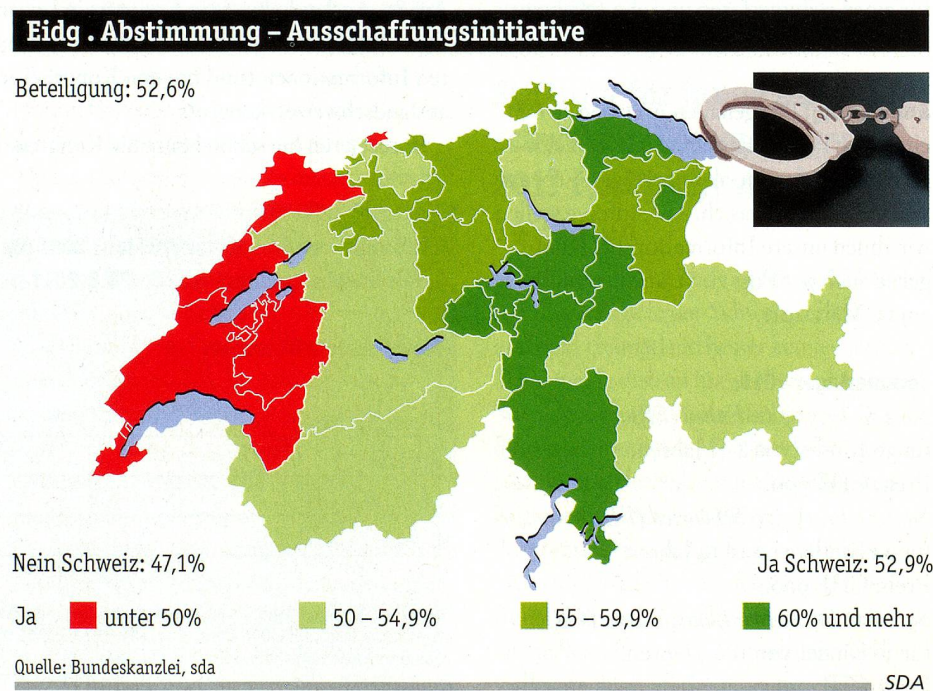 Eidg . Abstimmung – Ausschaffungsinitiative
Beteiligung: 52,6%
Nein Schweiz: 47,1%
Ja Schweiz: 52,9%
Ja unter 50% 50 – 54,9% 55 – 59,9% 60% und mehr
Quelle: Bundeskanzlei, sda
SDA